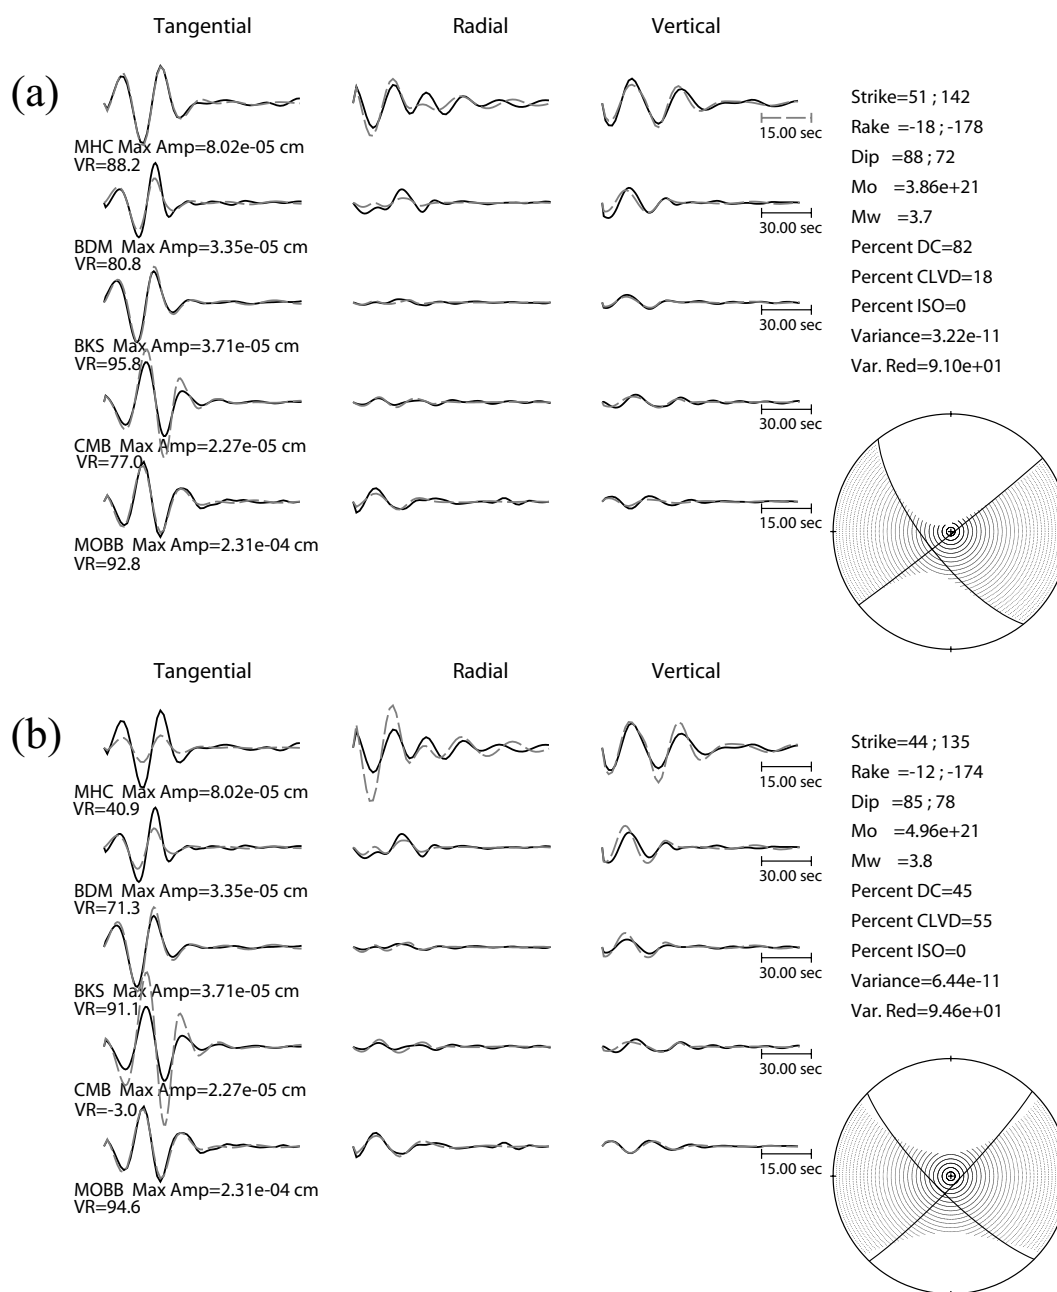 Tangential Radial Vertical
(a)
15.00 sec
MHC Max Amp=8.02e-05 cm
VR=88.2
30.00 sec
BDM Max Amp=3.35e-05 cm
VR=80.8
30.00 sec
BKS Max Amp=3.71e-05 cm
VR=95.8
30.00 sec
CMB Max Amp=2.27e-05 cm
VR=77.0
15.00 sec
MOBB Max Amp=2.31e-04 cm
VR=92.8
Strike=51 ; 142
Rake =-18 ; -178
Dip =88 ; 72
Mo =3.86e+21
Mw =3.7
Percent DC=82
Percent CLVD=18
Percent ISO=0
Variance=3.22e-11
Var. Red=9.10e+01
Tangential Radial Vertical
(b)
15.00 sec
MHC Max Amp=8.02e-05 cm
VR=40.9
30.00 sec
BDM Max Amp=3.35e-05 cm
VR=71.3
30.00 sec
BKS Max Amp=3.71e-05 cm
VR=91.1
30.00 sec
CMB Max Amp=2.27e-05 cm
VR=-3.0
15.00 sec
MOBB Max Amp=2.31e-04 cm
VR=94.6
Strike=44 ; 135
Rake =-12 ; -174
Dip =85 ; 78
Mo =4.96e+21
Mw =3.8
Percent DC=45
Percent CLVD=55
Percent ISO=0
Variance=6.44e-11
Var. Red=9.46e+01